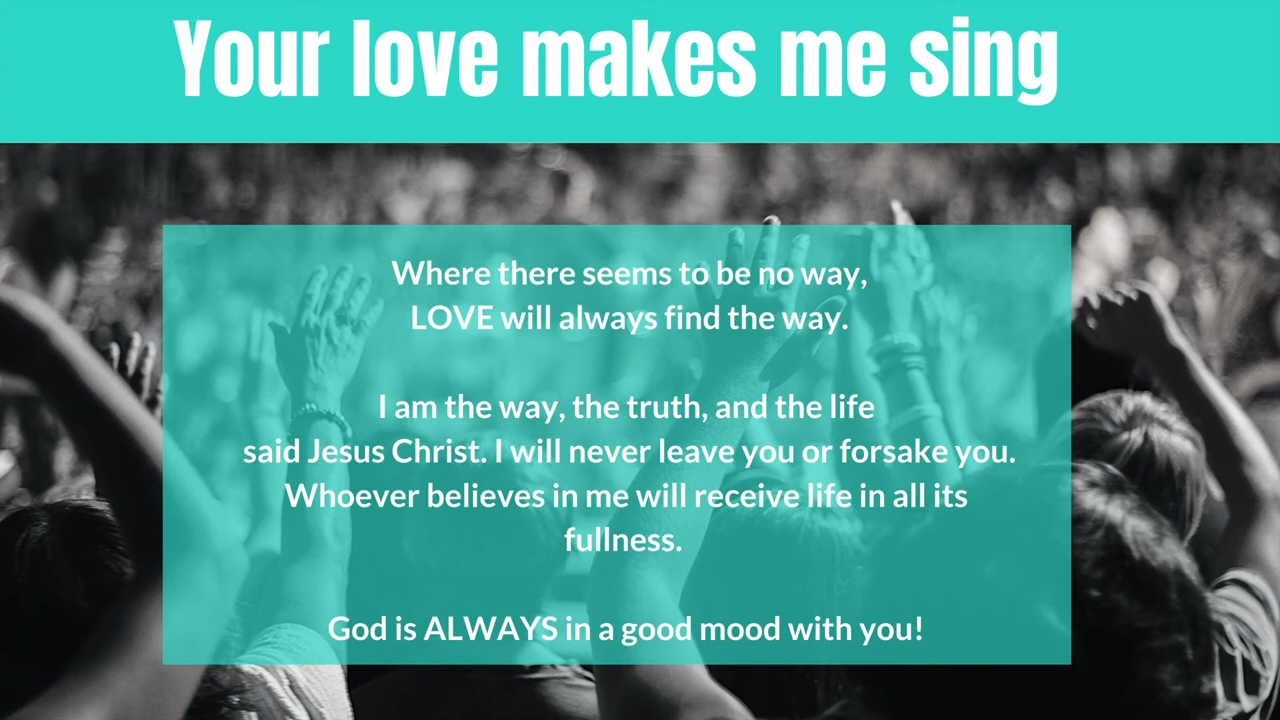 Your love makes me sing
Where there seems to be no way,
LOVE will always find the way.
I am the way, the truth, and the life
said Jesus Christ. I will never leave you or forsake you.
Whoever believes in me will receive life in all its
fullness.
God is ALWAYS in a good mood with you!